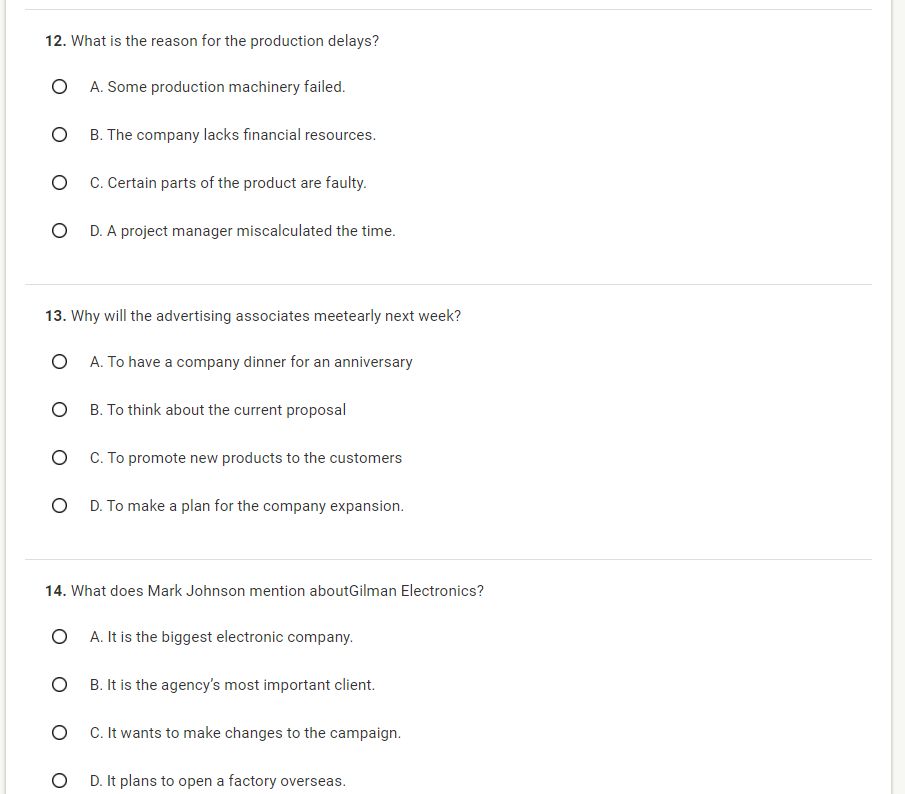 12. What is the reason for the production delays?
A. Some production machinery failed.
B. The company lacks financial resources.
C. Certain parts of the product are faulty.
D. A project manager miscalculated the time.
13. Why will the advertising associates meetearly next week?
A. To have a company dinner for an anniversary
B. To think about the current proposal
C. To promote new products to the customers
D. To make a plan for the company expansion.
14. What does Mark Johnson mention aboutGilman Electronics?
A. It is the biggest electronic company.
B. It is the agency's most important client.
C. It wants to make changes to the campaign.
D. It plans to open a factory overseas.